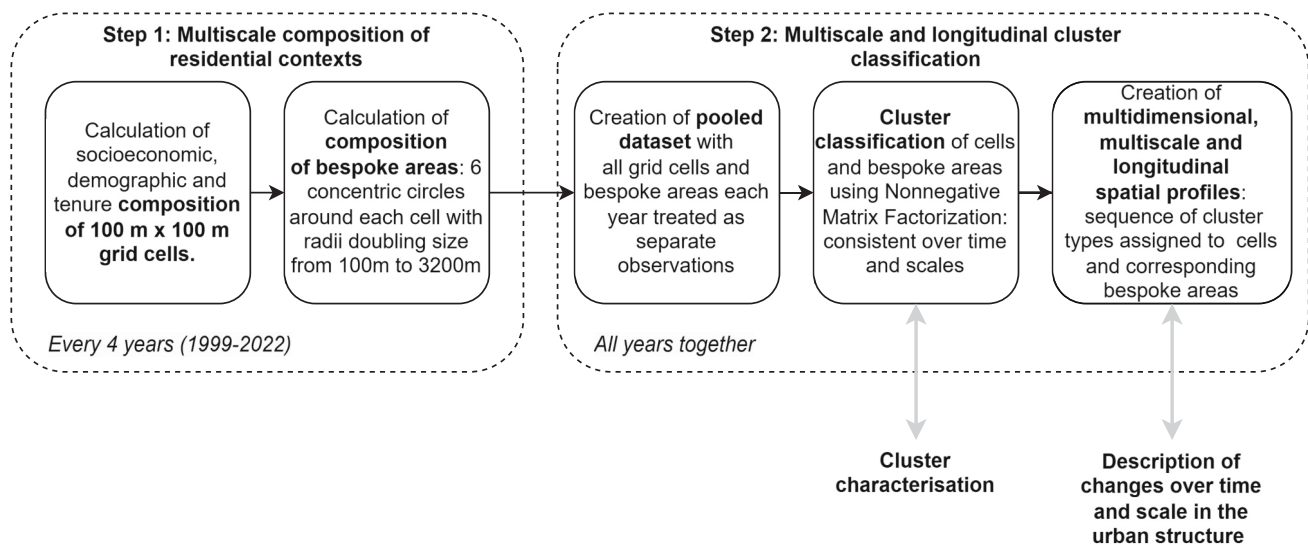 Step 1: Multiscale composition of
residential contexts
Calculation of
socioeconomic,
demographic and
tenure composition
of 100 m x 100 m
grid cells.
Calculation of
composition
of bespoke areas: 6
concentric circles
around each cell with
radii doubling size
from 100m to 3200m
Every 4 years (1999-2022)
Step 2: Multiscale and longitudinal cluster
classification
Creation of pooled
dataset with
all grid cells and
bespoke areas each
year treated as
separate
observations
Cluster
classification of cells
and bespoke areas
using Nonnegative
Matrix Factorization:
consistent over time
and scales
Creation of
multidimensional,
multiscale and
longitudinal
spatial profiles:
sequence of cluster
types assigned to cells
and corresponding
bespoke areas
All years together
Cluster
characterisation
Description of
changes over time
and scale in the
urban structure